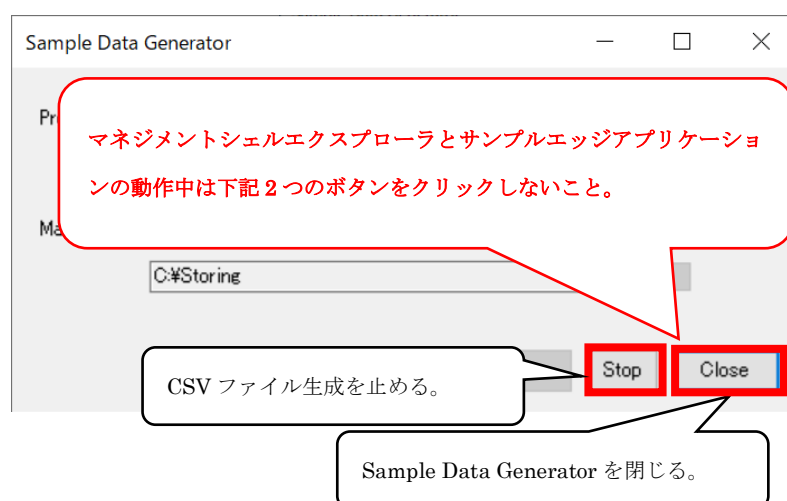 Sample Data Generator
マネジメントシェルエクスプローラとサンプルエッジアプリケーショ
ンの動作中は下記 2 つのボタンをクリックしないこと。
C:¥Storing
Stop
Close
CSV ファイル生成を止める。
Sample Data Generator を閉じる。